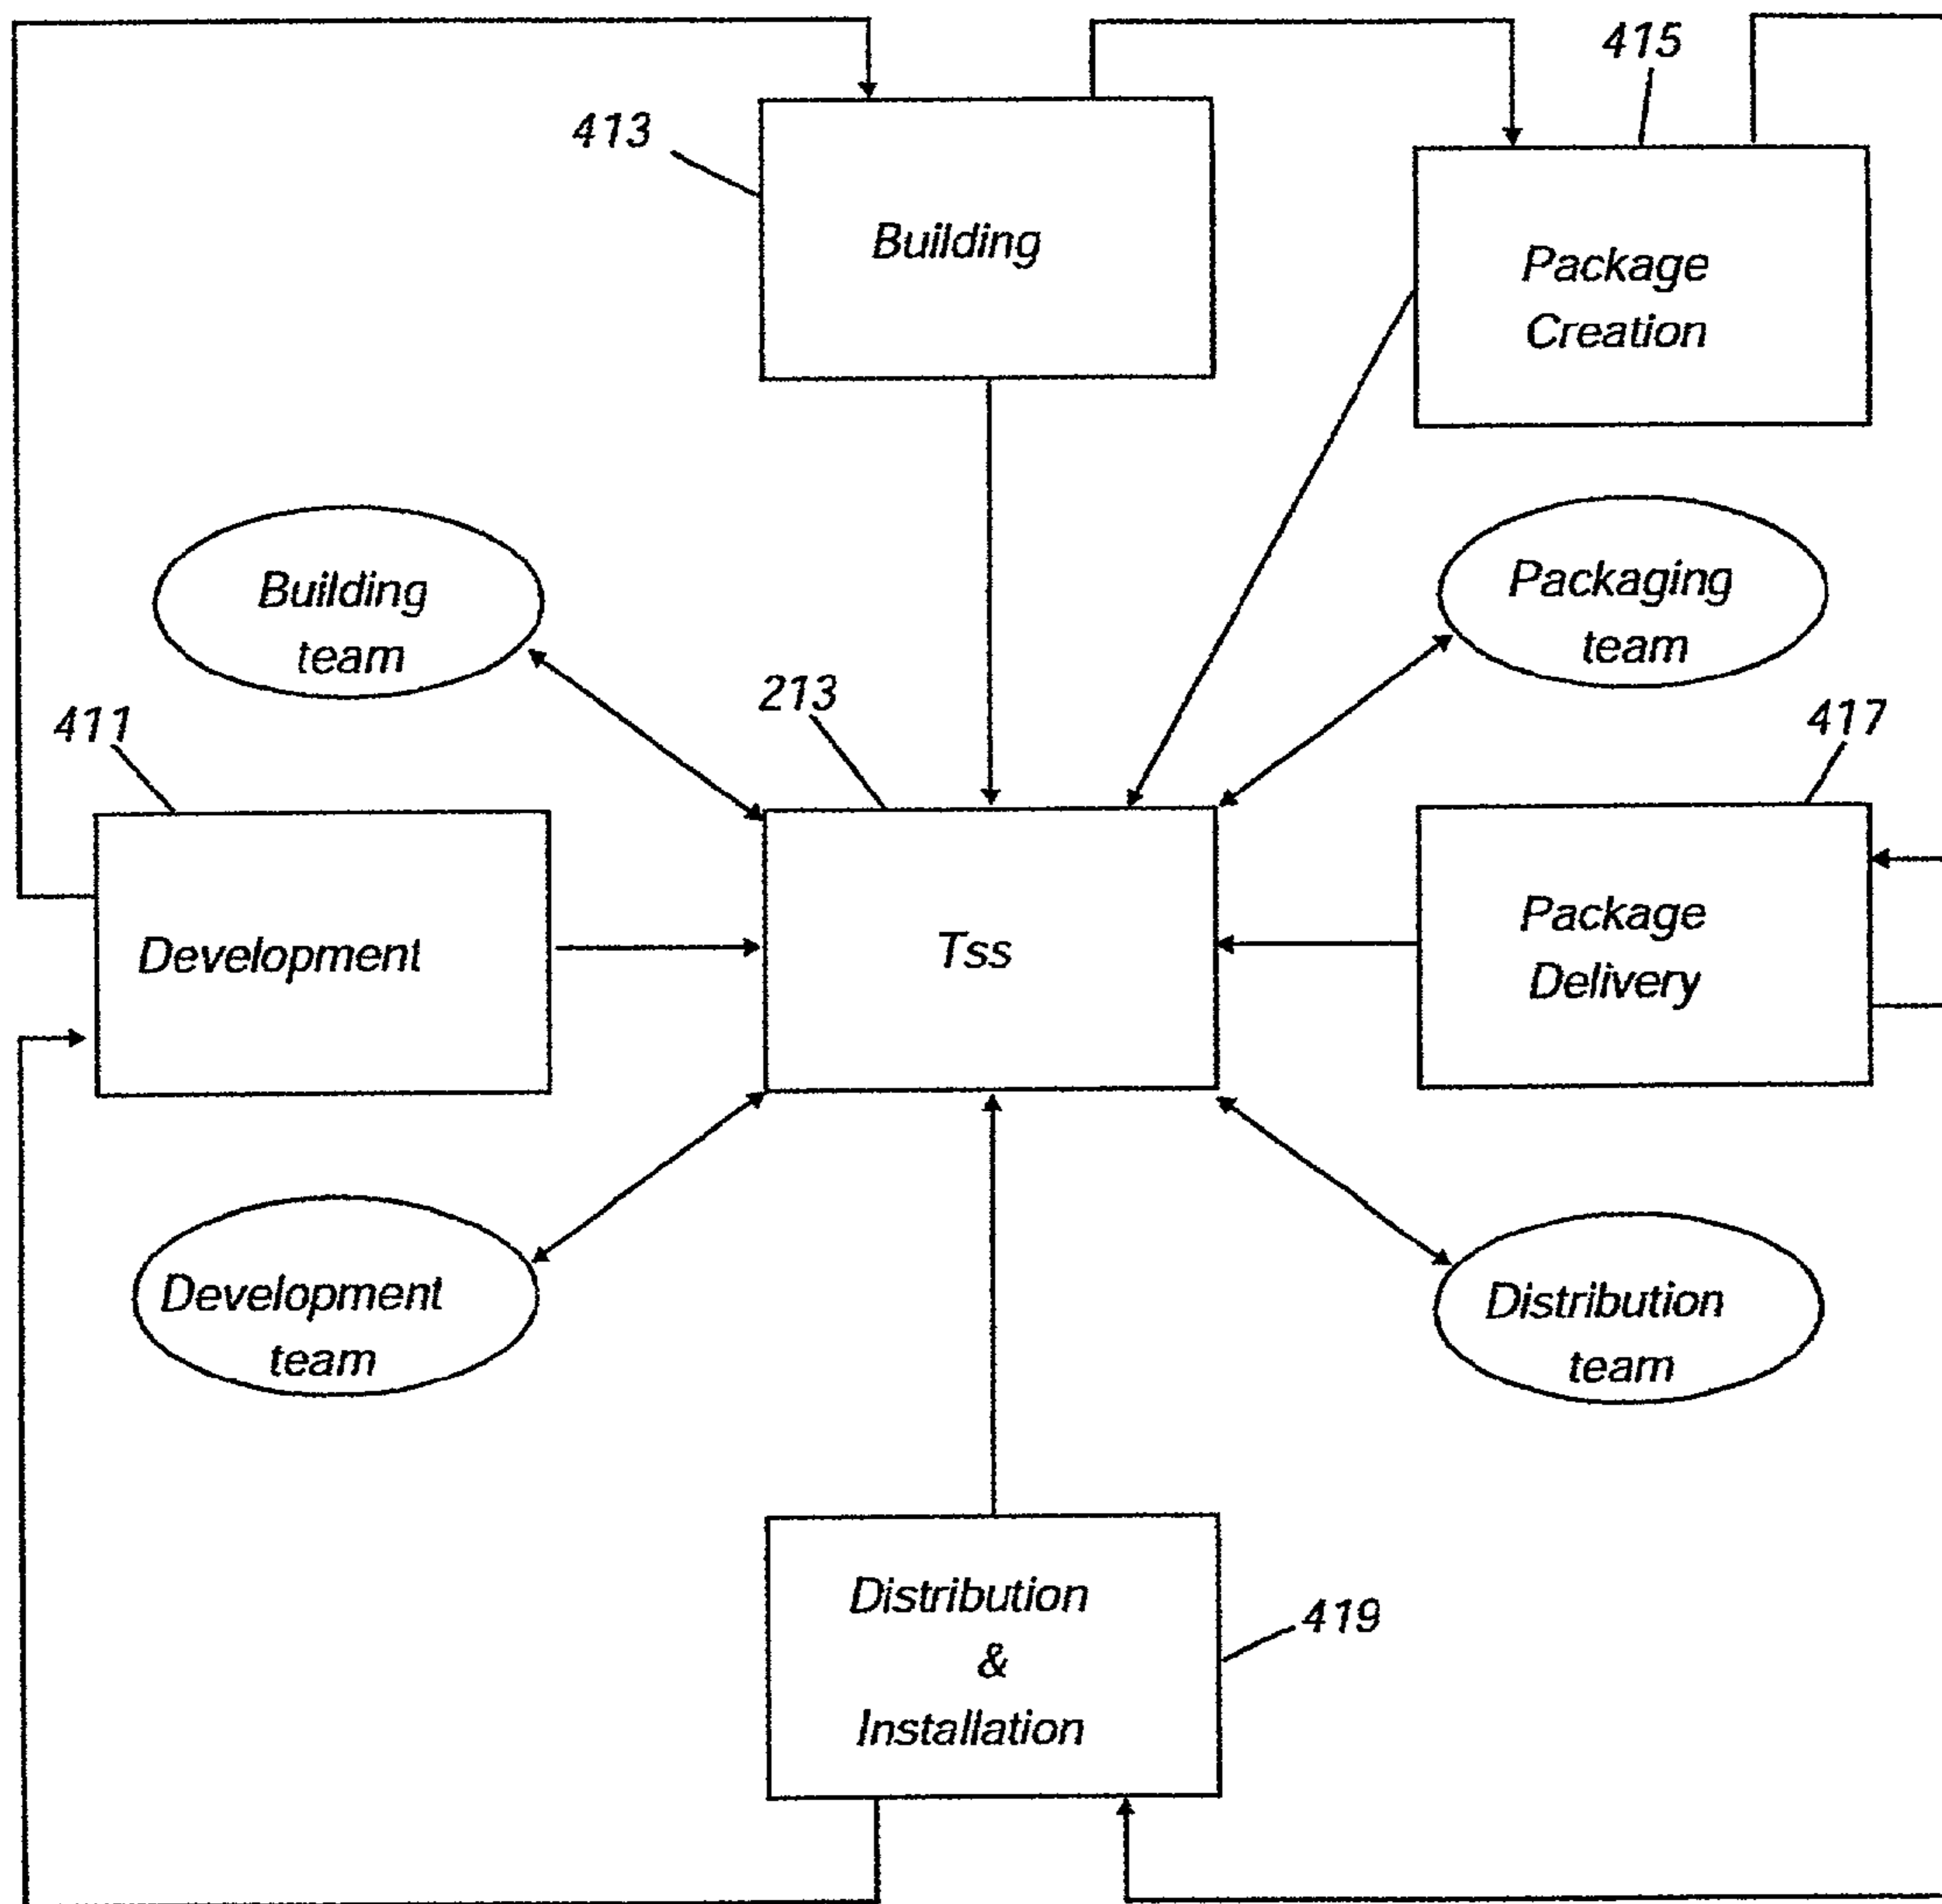 415
413
Building
Package
Creation
Building
team
Packaging
team
213
417
411
Development
Tss
Package
Delivery
Development
team
Distribution
team
Distribution
&
Installation
419